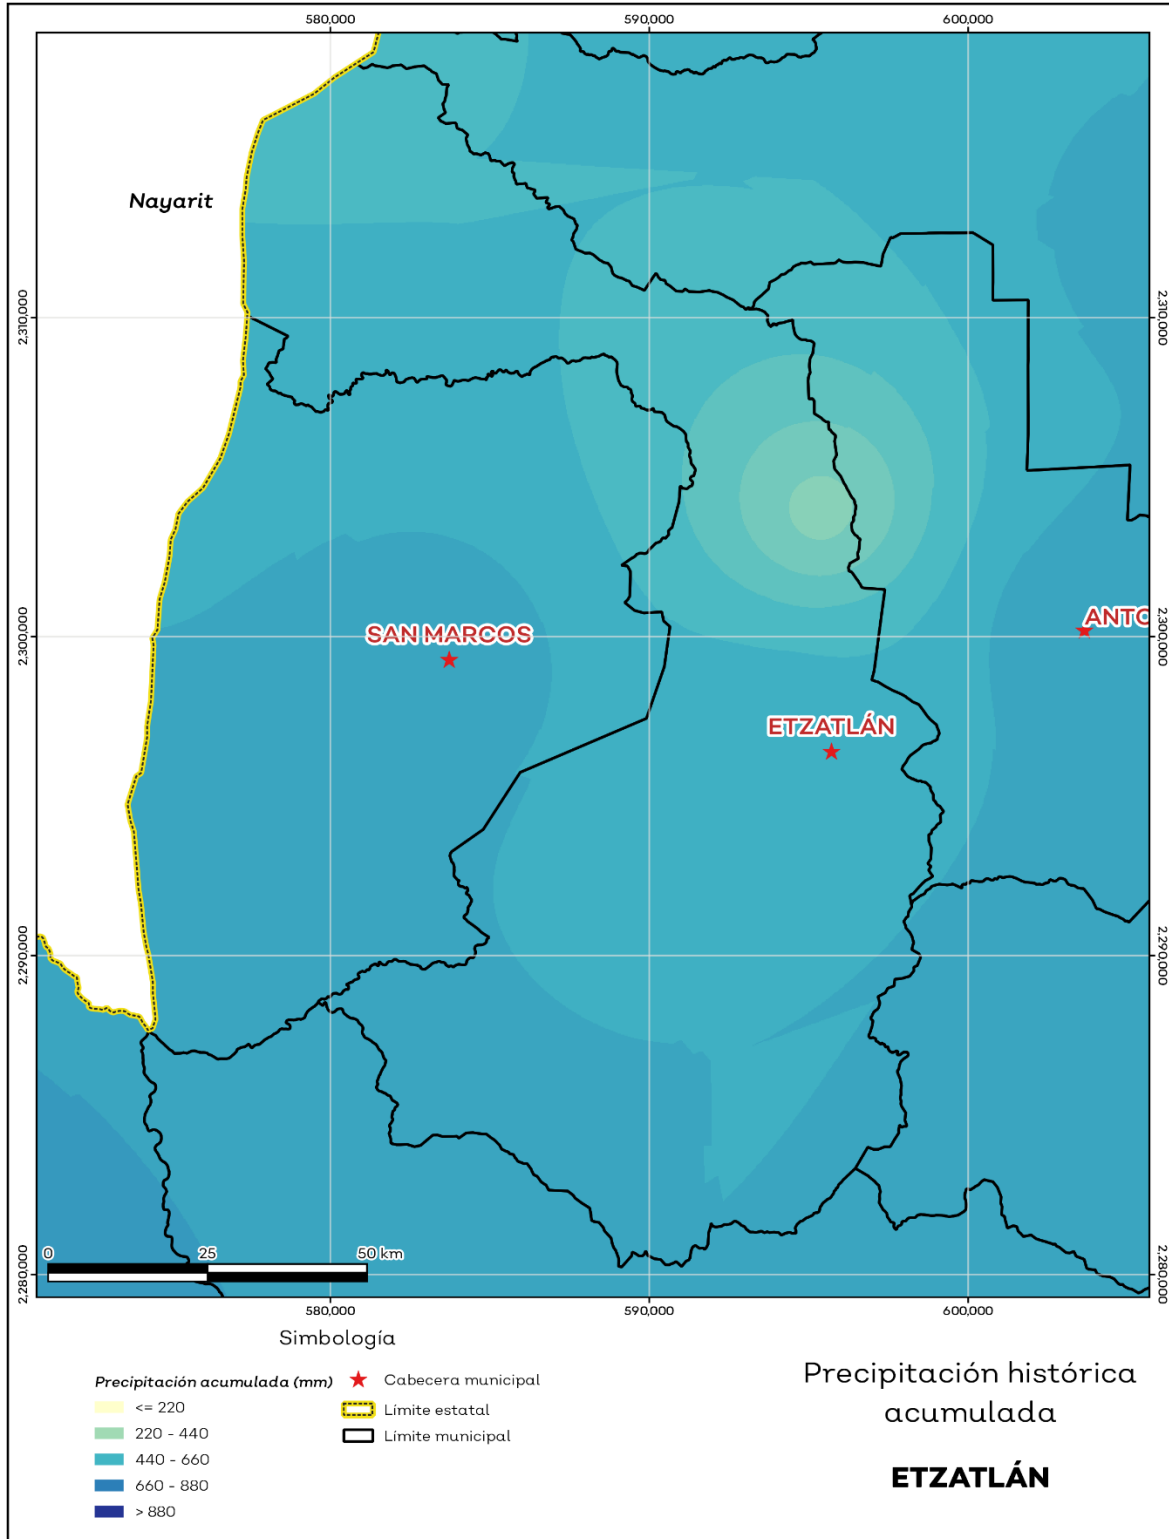 580,000
590,000
600,000
Nayarit
2,310,000
2,310,000
SAN MARCOS
ANTO
2,300,000
2,300,000
ETZATLÁN
2,290,000
2,290,000
0
25
50 km
2,280,000
2,280,000
580,000
590,000
600,000
Simbología
Precipitación acumulada (mm)
<= 220
220 - 440
440 - 660
660 - 880
> 880
Cabecera municipal
Límite estatal
Límite municipal
Precipitación histórica
acumulada
ETZATLÁN